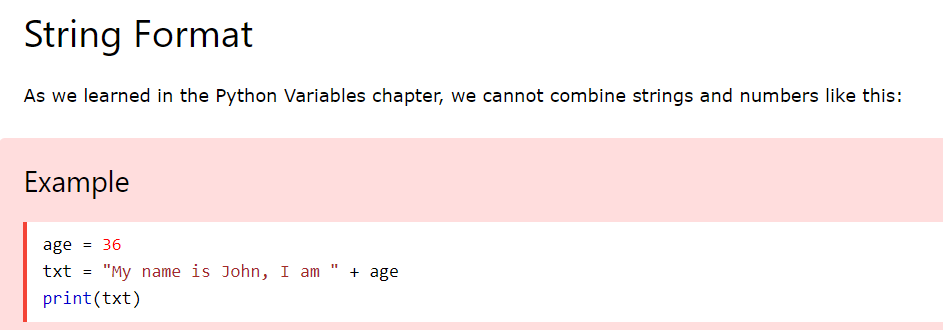 String Format
As we learned in the Python Variables chapter, we cannot combine strings and numbers like this:
Example
age = 36
txt = "My name is John, I am " + age
print(txt)